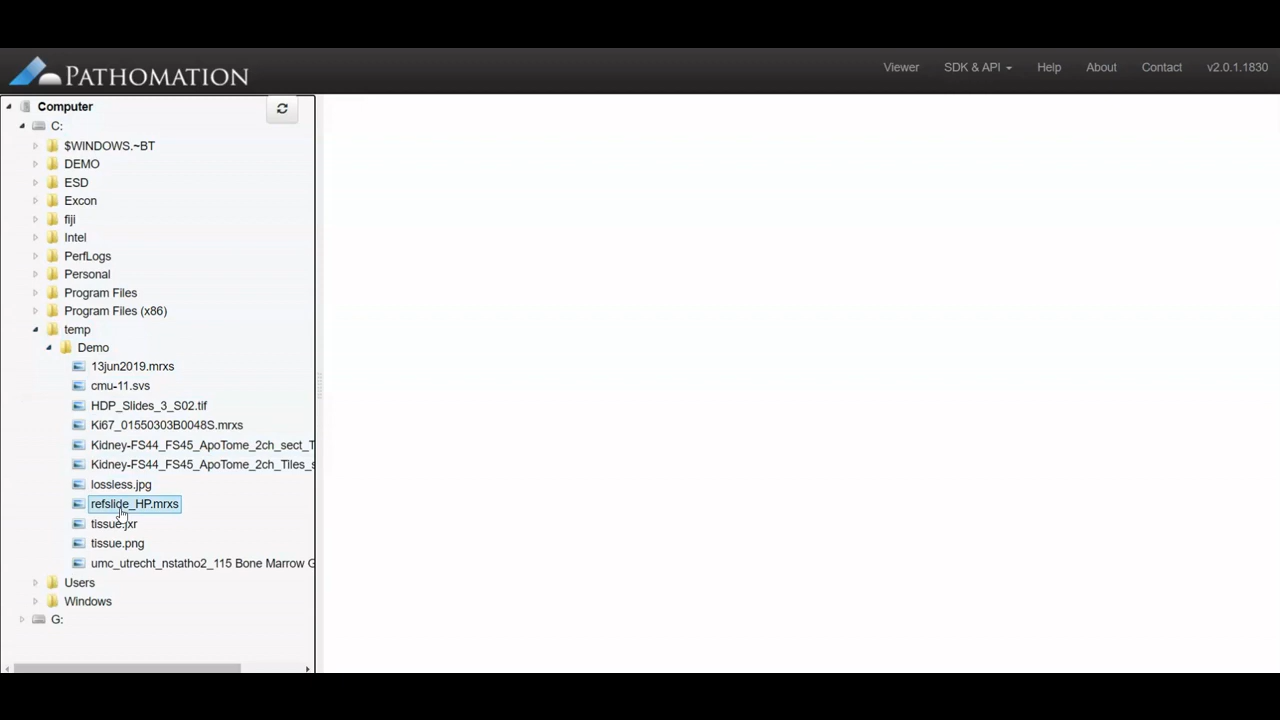 PATHOMATION
Viewer
SDK & API
Help
About
Contact
v2.0.1.1830
Computer
C:
$WINDOWS.~BT
DEMO
ESD
Excon
fiji
Intel
PerfLogs
Personal
Program Files
Program Files (x86)
temp
Demo
13jun2019.mrxs
cmu-11.svs
HDP_Slides_3_S02.tif
Ki67_01550303B0048S.mrxs
Kidney-FS44_FS45_ApoTome_2ch_sect_T
Kidney-FS44_FS45_ApoTome_2ch_Tiles_s
lossless.jpg
refslide_HP.mrxs
tissue.jxr
tissue.png
umc_utrecht_nstatho2_115 Bone Marrow G
Users
Windows
G: